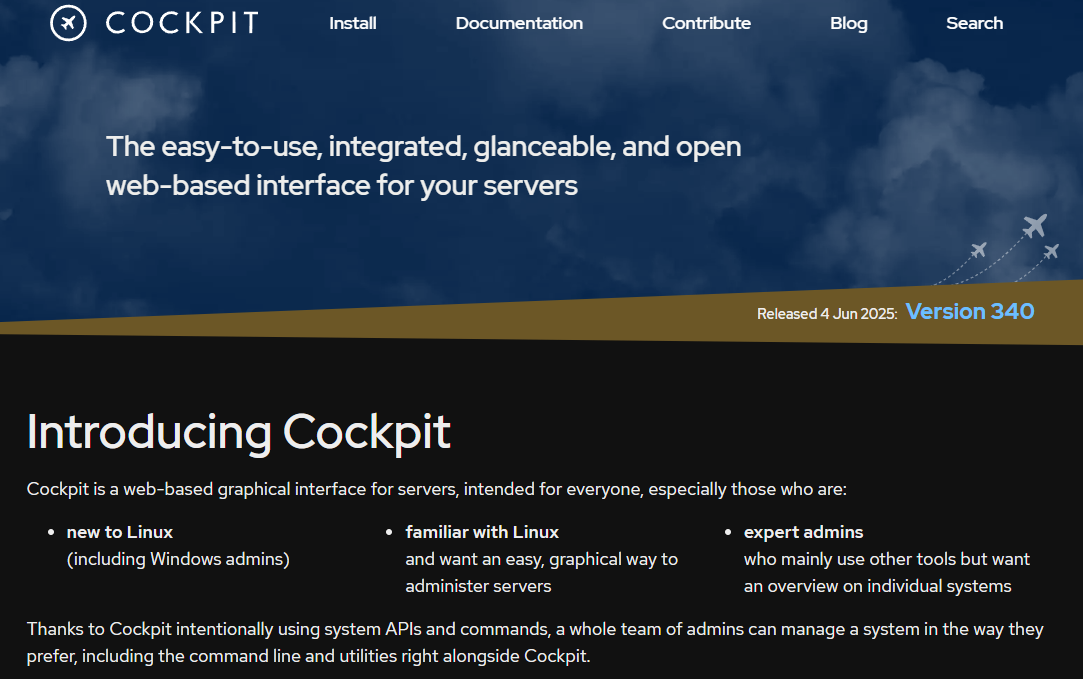 COCKPIT
Install
Documentation
Contribute
Blog
Search
The easy-to-use, integrated, glanceable, and open
web-based interface for your servers
Released 4 Jun 2025: Version 340
Introducing Cockpit
Cockpit is a web-based graphical interface for servers, intended for everyone, especially those who are:
• new to Linux
(including Windows admins)
• familiar with Linux
and want an easy, graphical way to
administer servers
• expert admins
who mainly use other tools but want
an overview on individual systems
Thanks to Cockpit intentionally using system APIs and commands, a whole team of admins can manage a system in the way they
prefer, including the command line and utilities right alongside Cockpit.